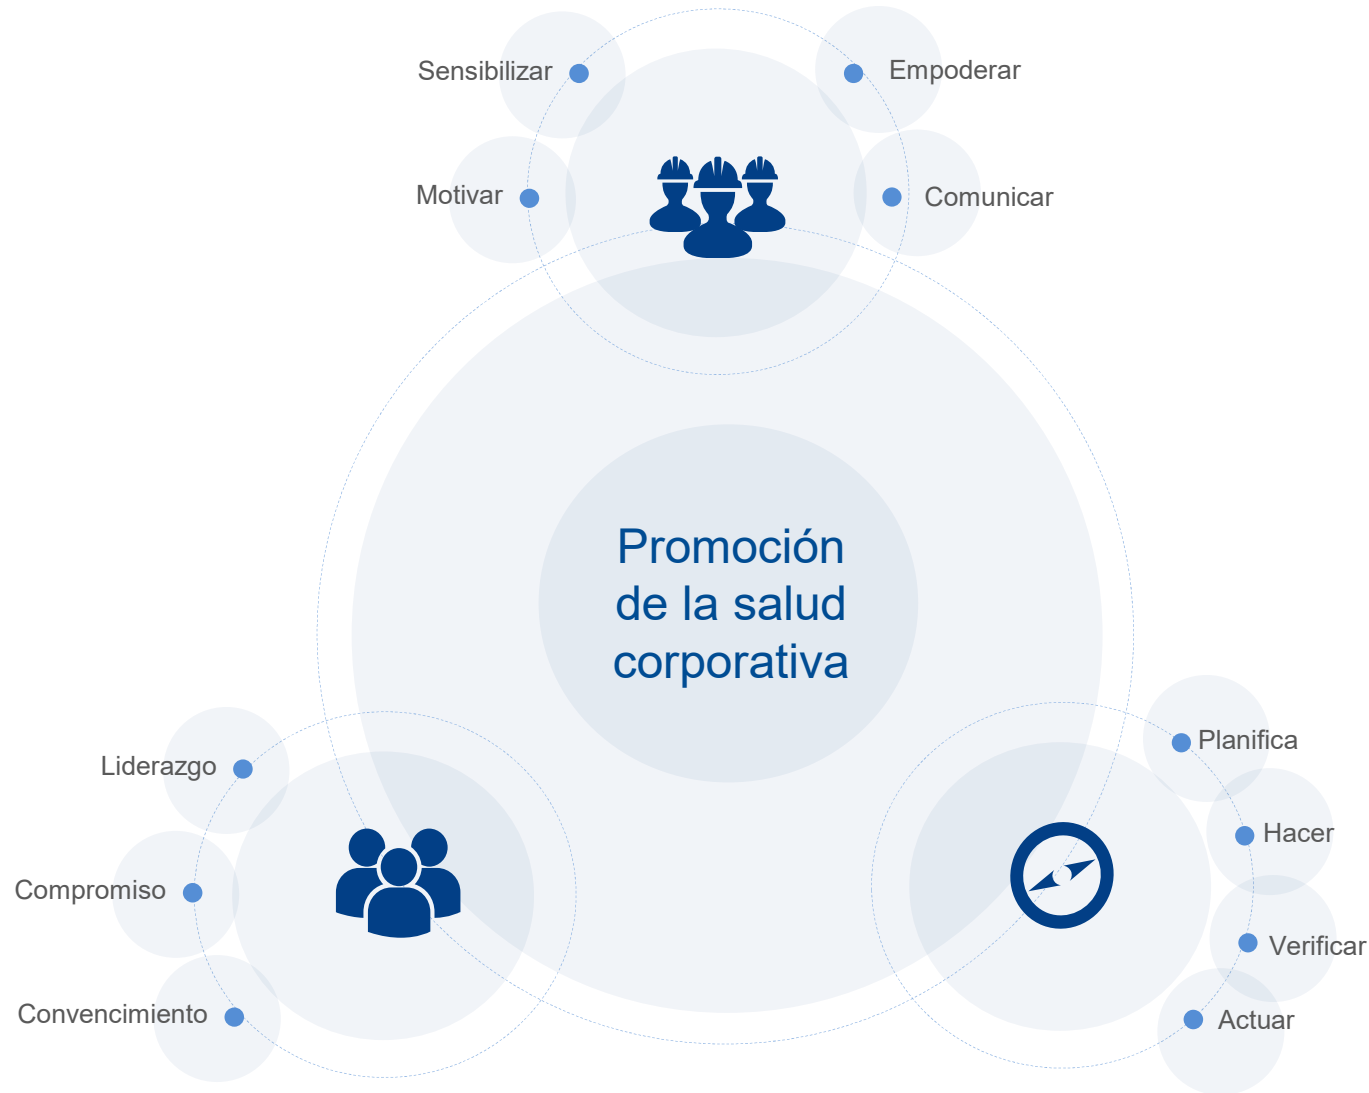 Sensibilizar
Empoderar
Motivar
Comunicar
Promoción
de la salud
corporativa
Liderazgo
Compromiso
Convencimiento
Planifica
Hacer
Verificar
Actuar